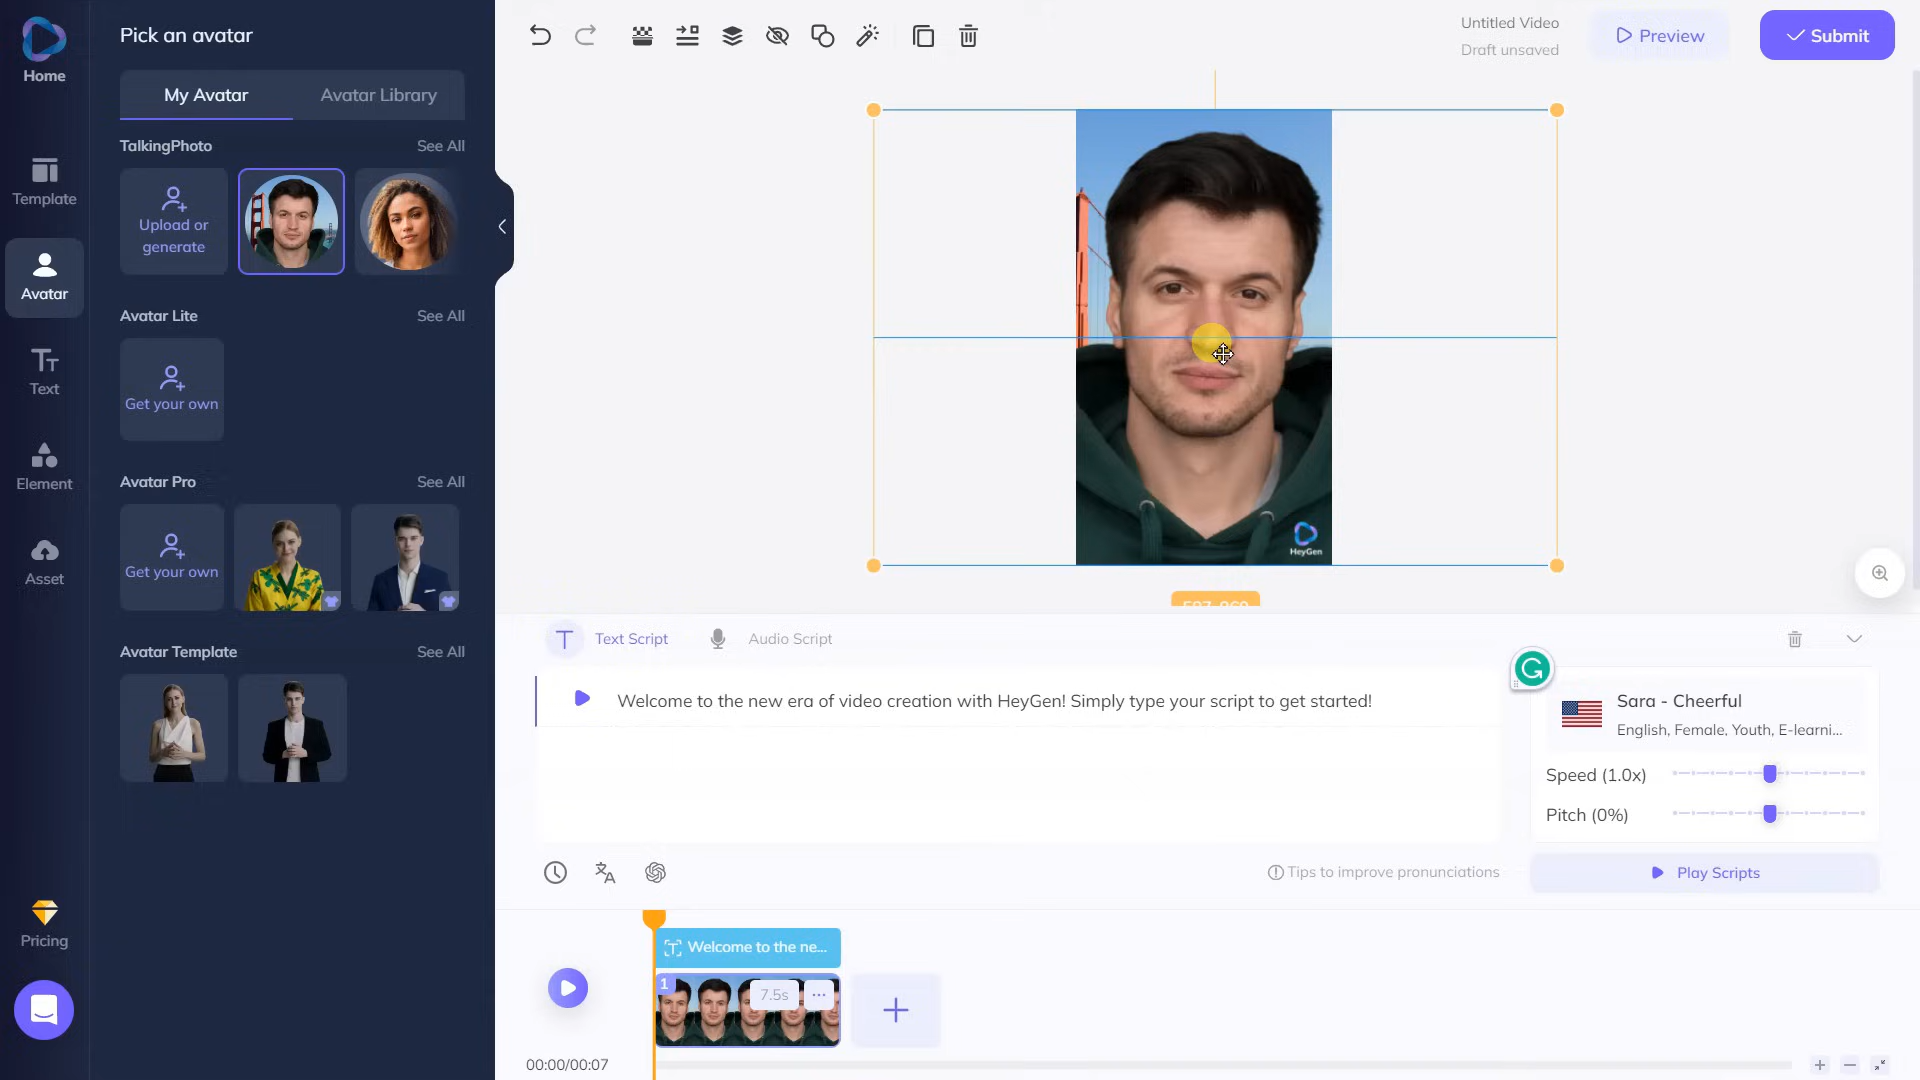 Home
Template
Avatar
Text
Element
Asset
Pricing
Pick an avatar
My Avatar
Avatar Library
TalkingPhoto
See All
Upload or
generate
Avatar Lite
See All
Get your own
Avatar Pro
See All
Get your own
Avatar Template
See All
Untitled Video
Draft unsaved
Preview
Submit
HeyGen
Text Script
Audio Script
Welcome to the new era of video creation with HeyGen! Simply type your script to get started!
Tips to improve pronunciations
Sara - Cheerful
English, Female, Youth, E-learni...
Speed (1.0x)
Pitch (0%)
Play Scripts
Welcome to the ne...
1
7.5s
00:00/00:07